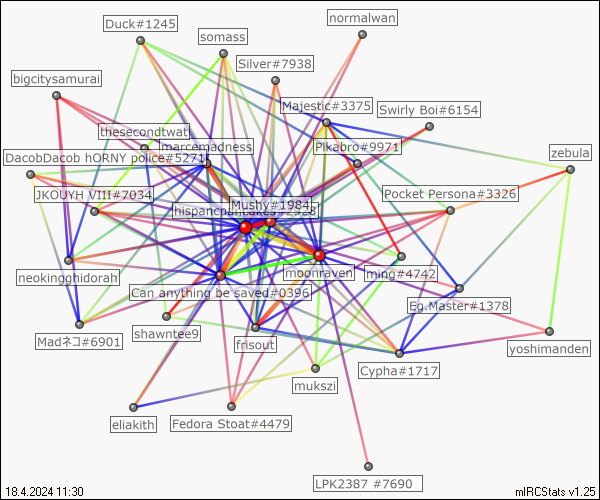 normalwan
Duck#1245
somass
Silver#7938
bigcitysamurai
Majestic#3375
Swirly Boi#6154
thesecondtwat
marcemadness
Pikabro#9971
DacobDacob hORNY police#5271
zebula
JKOUYH VIII#7034
Pocket Persona#3326
Mushy#1984
moonraven
ming#4742
neokingghidorah
Can anything be saved#0396
Eg.Master#1378
shawntee9
frisout
Madネコ#6901
yoshimanden
Cypha#1717
mukszi
eliakith
Fedora Stoat#4479
LPK2387 #7690
18.4.2024 11:30
mIRCStats v1.25